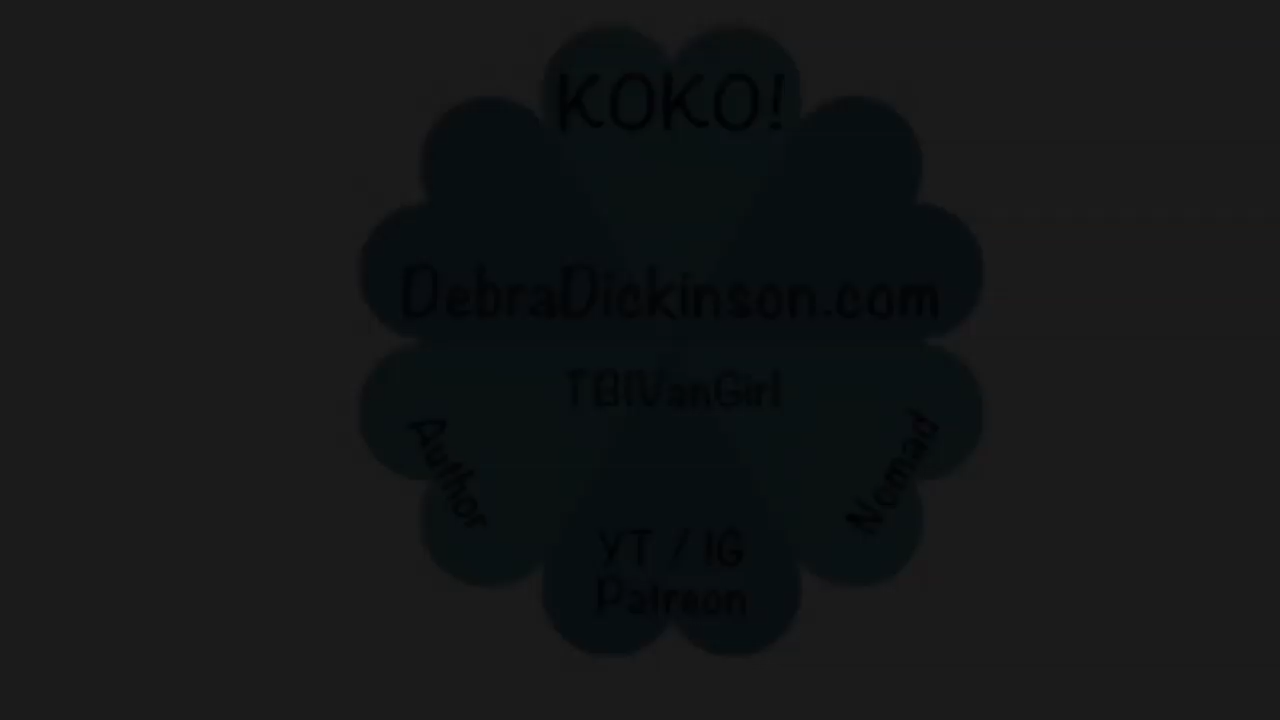 KOKO!
DebraDickinson.com
TBIVanGirl
Author
Nomad
YT / IG
Patreon